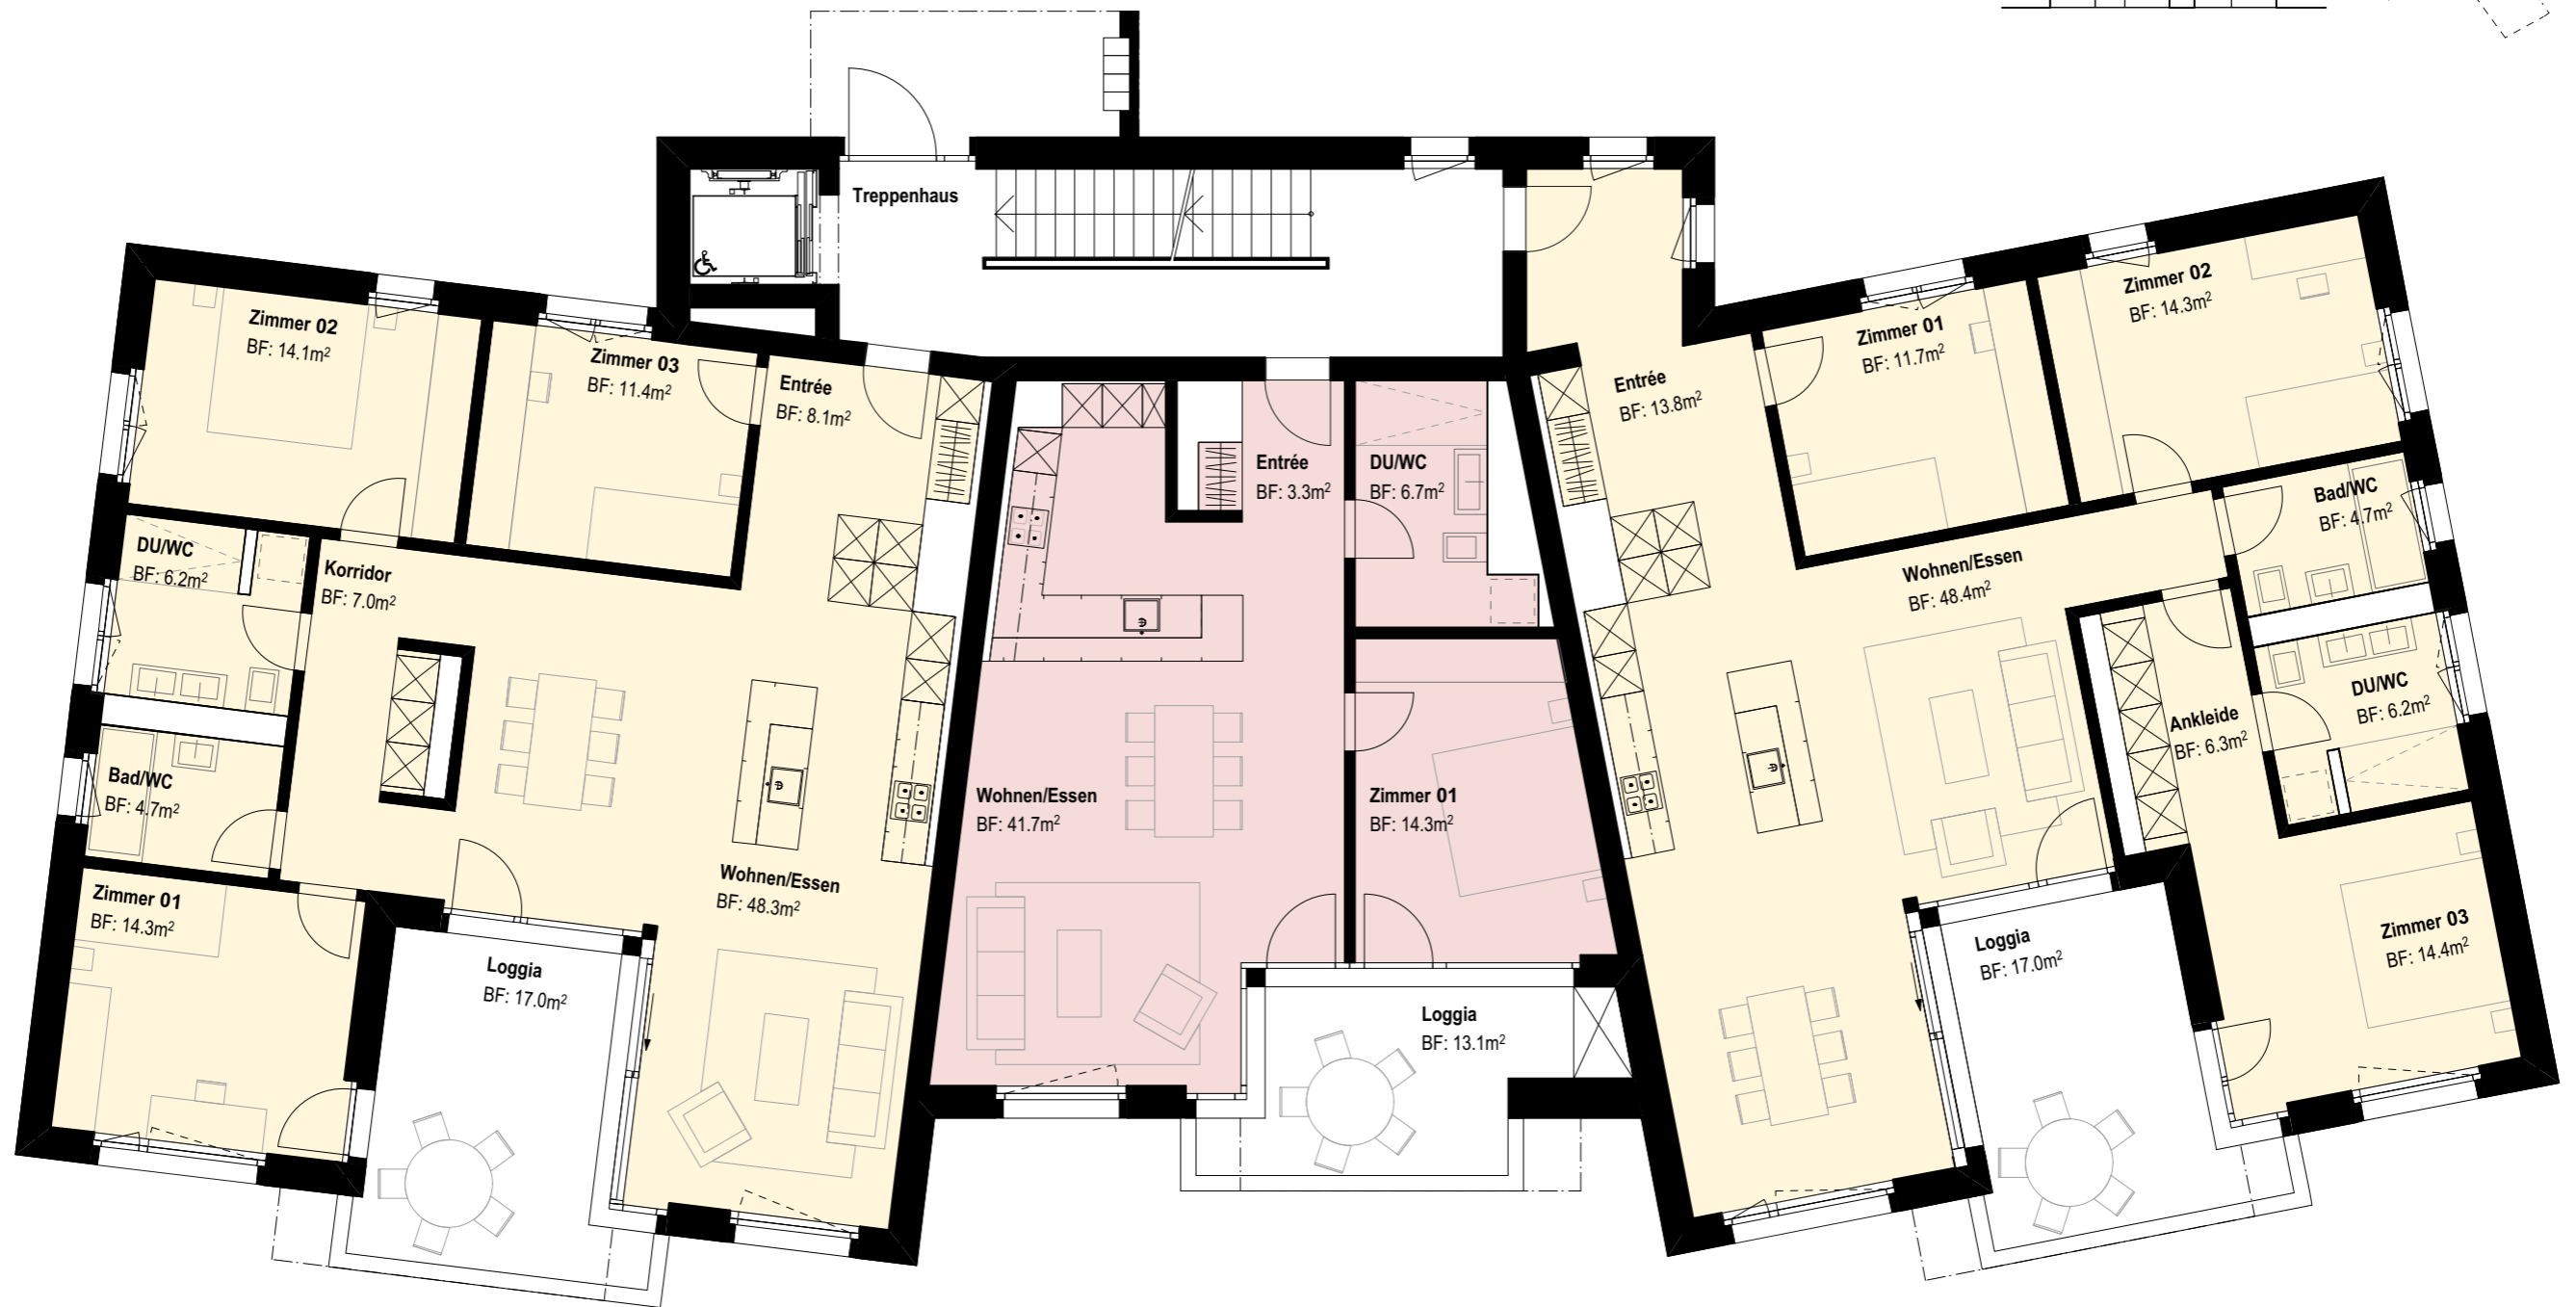 Treppenhaus
Zimmer 02
BF: 14.1m²
Zimmer 03
BF: 11.4m²
Entrée
BF: 8.1m²
DU/WC
BF: 6.2m²
Korridor
BF: 7.0m²
Bad/WC
BF: 4.7m²
Zimmer 01
BF: 14.3m²
Wohnen/Essen
BF: 48.3m²
Loggia
BF: 17.0m²
Entrée
BF: 3.3m²
DU/WC
BF: 6.7m²
Wohnen/Essen
BF: 41.7m²
Zimmer 01
BF: 14.3m²
Loggia
BF: 13.1m²
Entrée
BF: 13.8m²
Zimmer 01
BF: 11.7m²
Zimmer 02
BF: 14.3m²
Bad/WC
BF: 4.7m²
Wohnen/Essen
BF: 48.4m²
DU/WC
BF: 6.2m²
Ankleide
BF: 6.3m²
Zimmer 03
BF: 14.4m²
Loggia
BF: 17.0m²